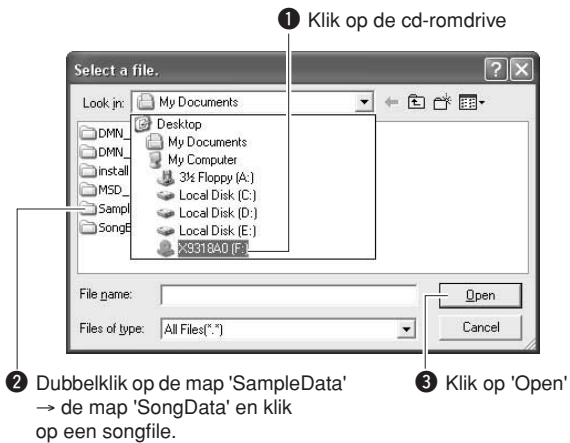 ❶ Klik op de cd-romdrive
Select a file.
Look in: My Documents
Desktop
My Documents
My Computer
3½ Floppy (A:)
Local Disk (C:)
Local Disk (D:)
Local Disk (E:)
X9318A0 (F:)
DMN_
DMN_
install
MSD_
Sampl
SongD
File name:
Open
Files of type: All Files(*.*)
Cancel
❷ Dubbelklik op de map 'SampleData'
→ de map 'SongData' en klik
op een songfile.
❸ Klik op 'Open'